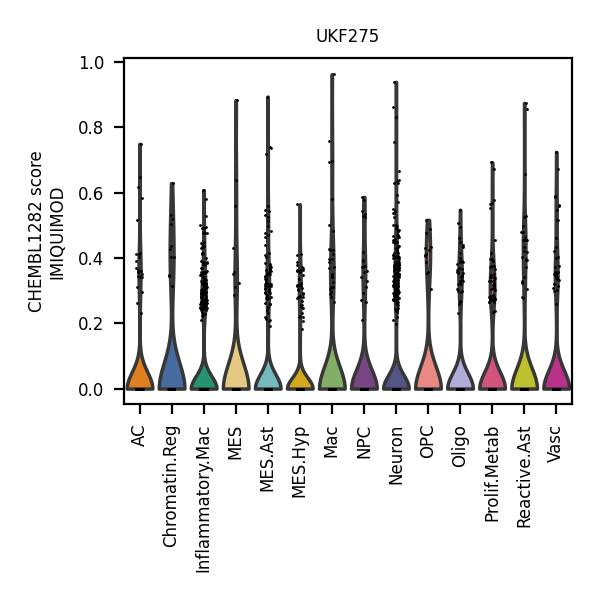 UKF275
CHEMBL1282 score
IMIQUIMOD
1.0
0.8
0.6
0.4
0.2
0.0
AC
Chromatin.Reg
Inflammatory.Mac
MES
MES.Ast
MES.Hyp
Mac
NPC
Neuron
OPC
Oligo
Prolif.Metab
Reactive.Ast
Vasc